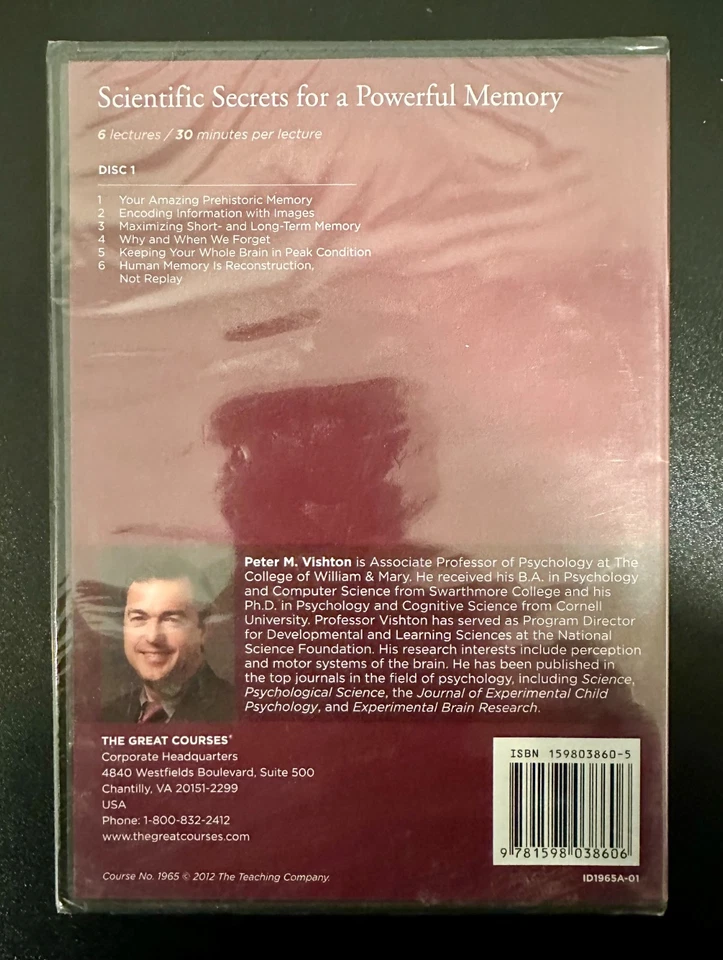 Scientific Secrets for a Powerful Memory
6 lectures / 30 minutes per lecture
DISC 1
1 Your Amazing Prehistoric Memory
2 Encoding Information with Images
3 Maximizing Short- and Long-Term Memory
4 Why and When We Forget
5 Keeping Your Whole Brain in Peak Condition
6 Human Memory Is Reconstruction,
Not Replay
Peter M. Vishton is Associate Professor of Psychology at The
College of William & Mary. He received his B.A. in Psychology
and Computer Science from Swarthmore College and his
Ph.D. in Psychology and Cognitive Science from Cornell
University. Professor Vishton has served as Program Director
for Developmental and Learning Sciences at the National
Science Foundation. His research interests include perception
and motor systems of the brain. He has been published in
the top journals in the field of psychology, including Science,
Psychological Science, the Journal of Experimental Child
Psychology, and Experimental Brain Research.
THE GREAT COURSES®
Corporate Headquarters
4840 Westfields Boulevard, Suite 500
Chantilly, VA 20151-2299
USA
Phone: 1-800-832-2412
www.thegreatcourses.com
Course No. 1965 © 2012 The Teaching Company.
ISBN 159803860-5
9 781598 038606
ID1965A-01